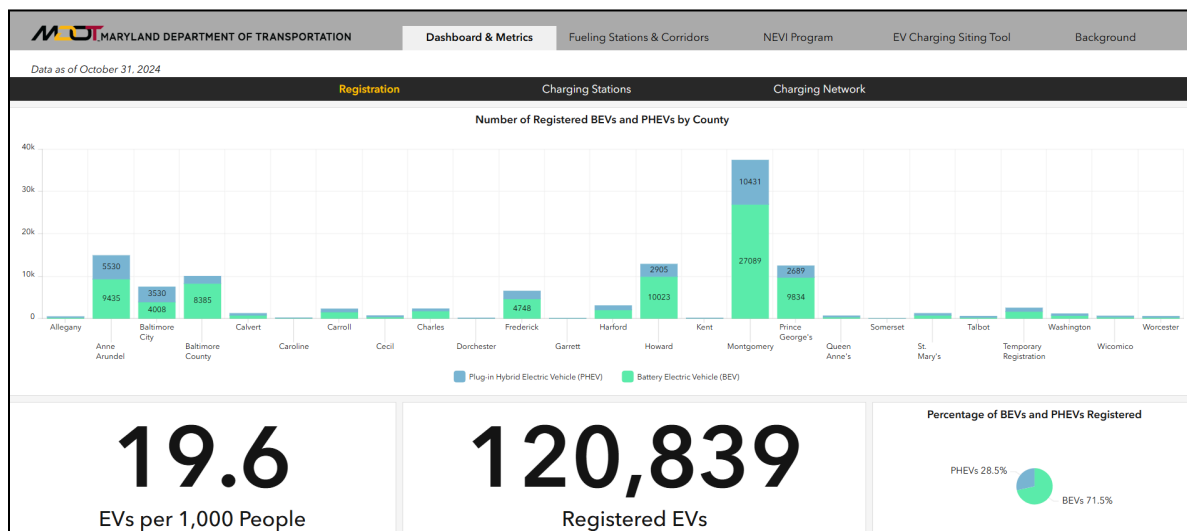 MDOT MARYLAND DEPARTMENT OF TRANSPORTATION
Dashboard & Metrics
Fueling Stations & Corridors
NEVI Program
EV Charging Siting Tool
Background
Data as of October 31, 2024
Registration
Charging Stations
Charging Network
Number of Registered BEVs and PHEVs by County
40k
30k
20k
10k
0
5530
9435
3530
4008
8385
4748
2905
10023
10431
27089
2689
9834
Allegany
Anne
Arundel
Baltimore
City
Baltimore
County
Calvert
Caroline
Carroll
Cecil
Charles
Dorchester
Frederick
Garrett
Harford
Howard
Kent
Montgomery
Prince
George's
Queen
Anne's
Somerset
St.
Mary's
Talbot
Temporary
Registration
Washington
Wicomico
Worcester
Plug-in Hybrid Electric Vehicle (PHEV)
Battery Electric Vehicle (BEV)
19.6
EVs per 1,000 People
120,839
Registered EVs
Percentage of BEVs and PHEVs Registered
PHEVs 28.5%
BEVs 71.5%